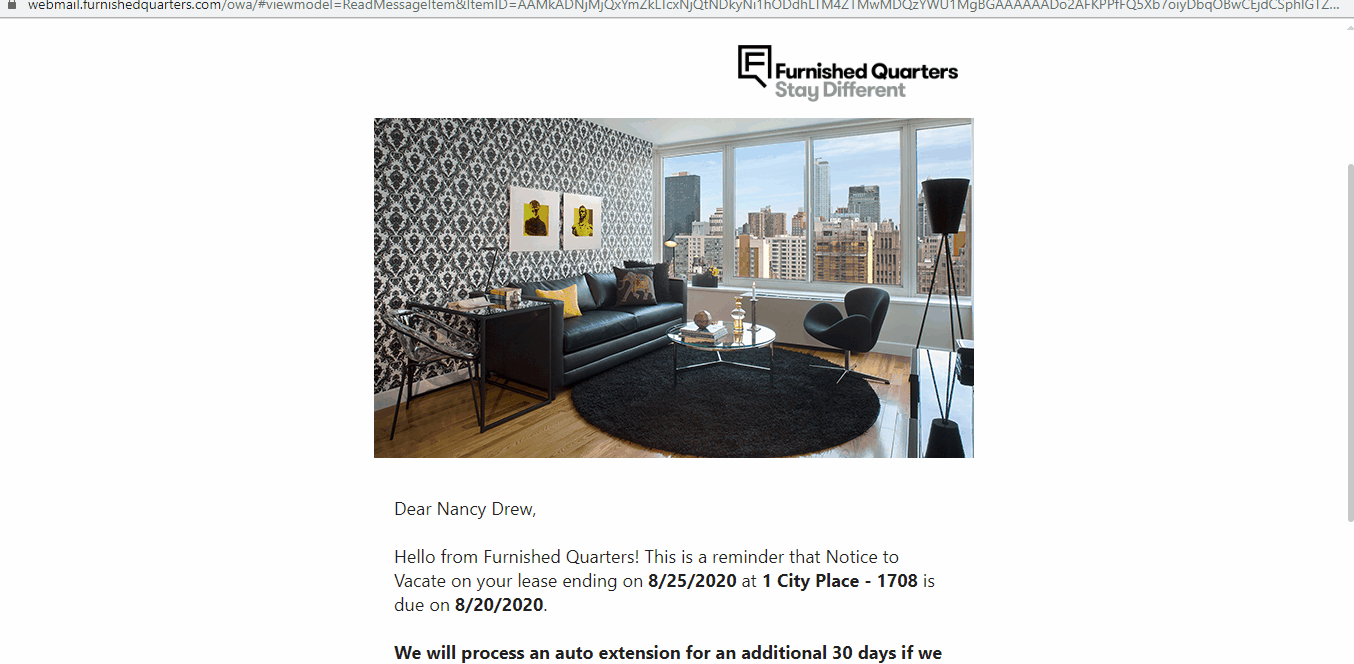 webmail.furnishedquarters.com/owa/#viewmodel=ReadMessageItem&ItemID=AAMkADNjMjQxYmZkLTcxNjQtNDkyNi1hODdhLTM4ZTMwMDQzYWU1MgBGAAAAAADo2AFKPPfFQ5Xb7oiyDbqOBwCEjdCSphIGTZ...
Furnished Quarters
Stay Different
Dear Nancy Drew,
Hello from Furnished Quarters! This is a reminder that Notice to
Vacate on your lease ending on 8/25/2020 at 1 City Place - 1708 is
due on 8/20/2020.
We will process an auto extension for an additional 30 days if we